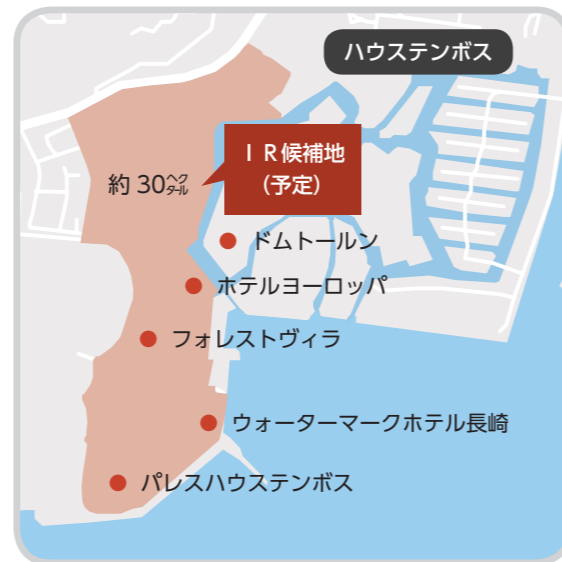 ハウステンボス
ＩＲ候補地
(予定)
約30ヘクタール
ドムトールン
ホテルヨーロッパ
フォレストヴィラ
ウォーターマークホテル長崎
パレスハウステンボス